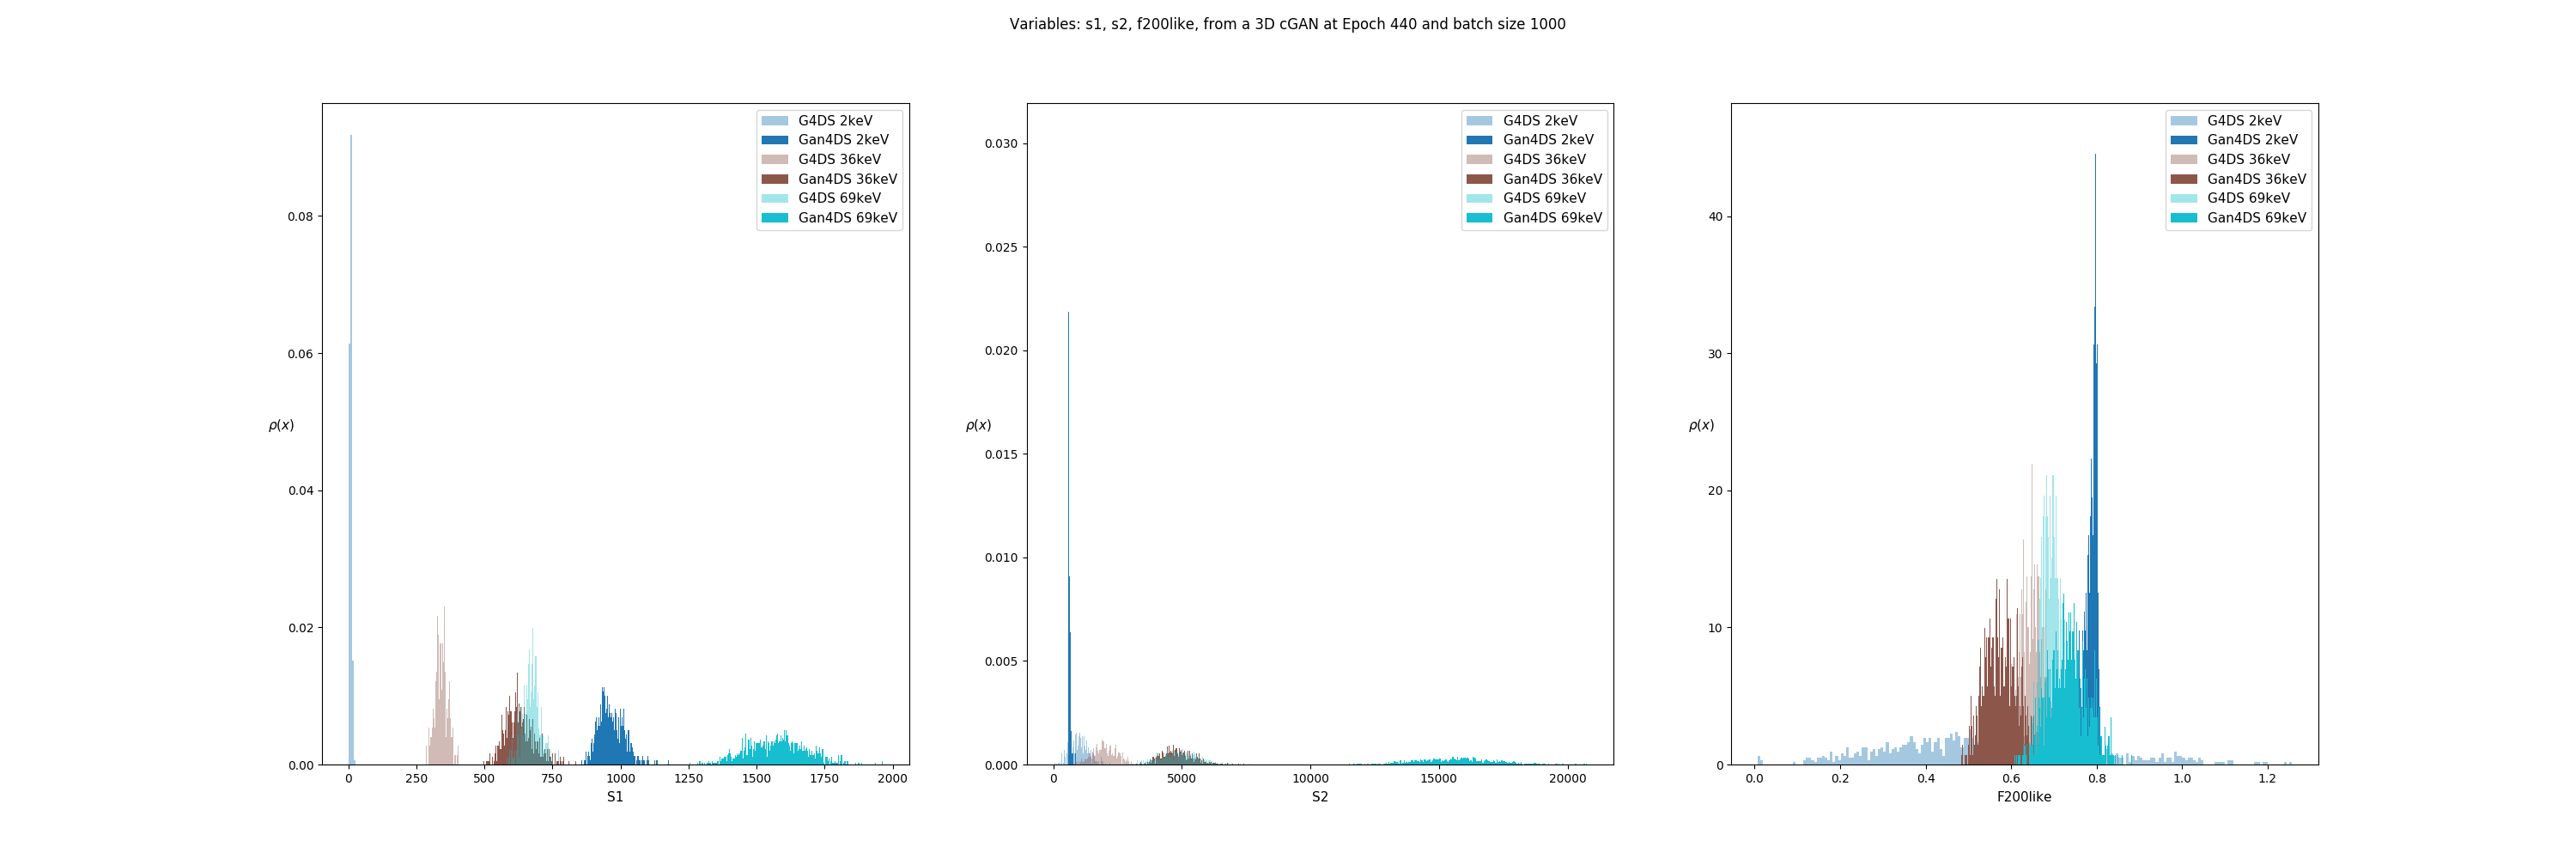 Variables: s1, s2, f200like, from a 3D cGAN at Epoch 440 and batch size 1000
G4DS 2keV
Gan4DS 2keV
G4DS 36keV
Gan4DS 36keV
G4DS 69keV
Gan4DS 69keV
0.08
0.06
0.04
0.02
0.00
ρ(x)
0
250
500
750
1000
1250
1500
1750
2000
S1
G4DS 2keV
Gan4DS 2keV
G4DS 36keV
Gan4DS 36keV
G4DS 69keV
Gan4DS 69keV
0.030
0.025
0.020
0.015
0.010
0.005
0.000
ρ(x)
0
5000
10000
15000
20000
S2
G4DS 2keV
Gan4DS 2keV
G4DS 36keV
Gan4DS 36keV
G4DS 69keV
Gan4DS 69keV
40
30
20
10
0
ρ(x)
0.0
0.2
0.4
0.6
0.8
1.0
1.2
F200like